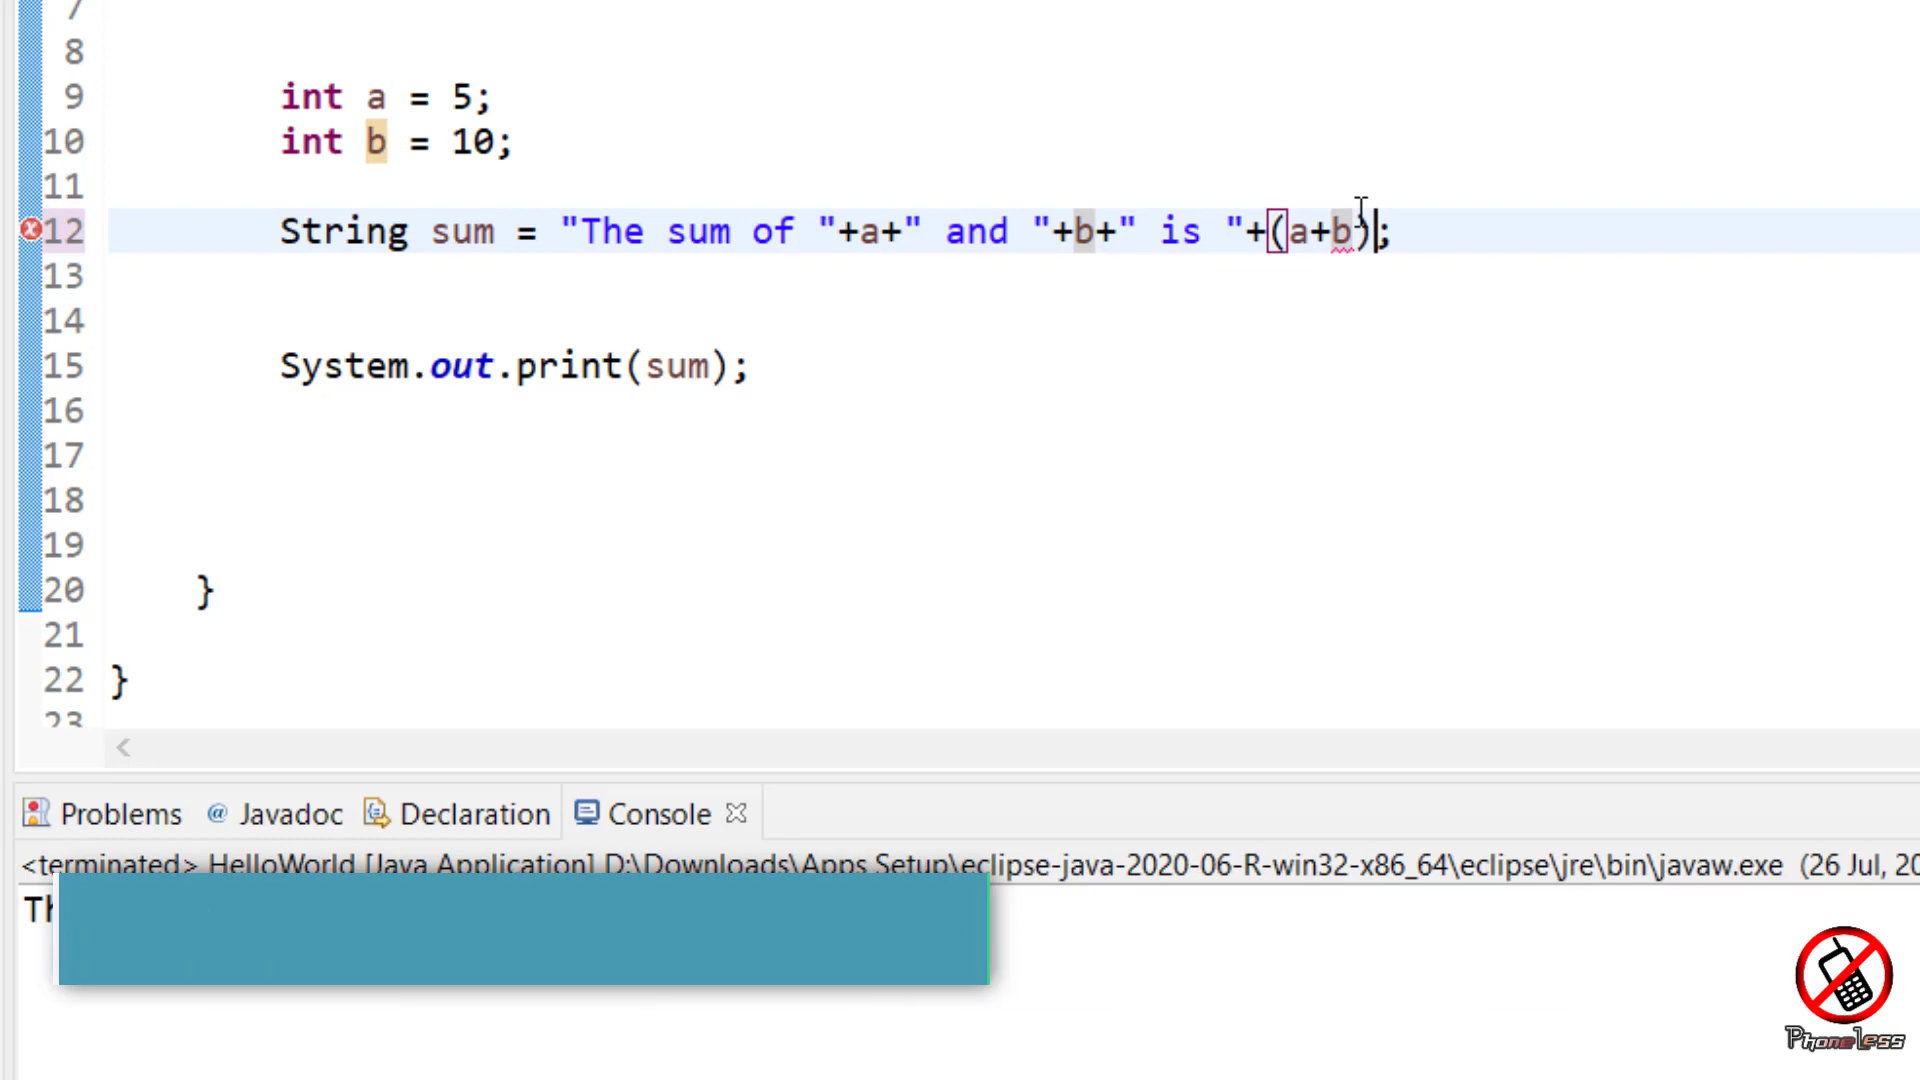 7
8
9 int a = 5;
10 int b = 10;
11
12 String sum = "The sum of "+a+" and "+b+" is "+(a+b);
13
14
15 System.out.print(sum);
16
17
18
19
20 }
21
22 }
23
Problems @ Javadoc Declaration Console
<terminated> HelloWorld [Java Application] D:\Downloads\Apps Setup\eclipse-java-2020-06-R-win32-x86_64\eclipse\jre\bin\javaw.exe (26 Jul, 20
Th
Phoneless